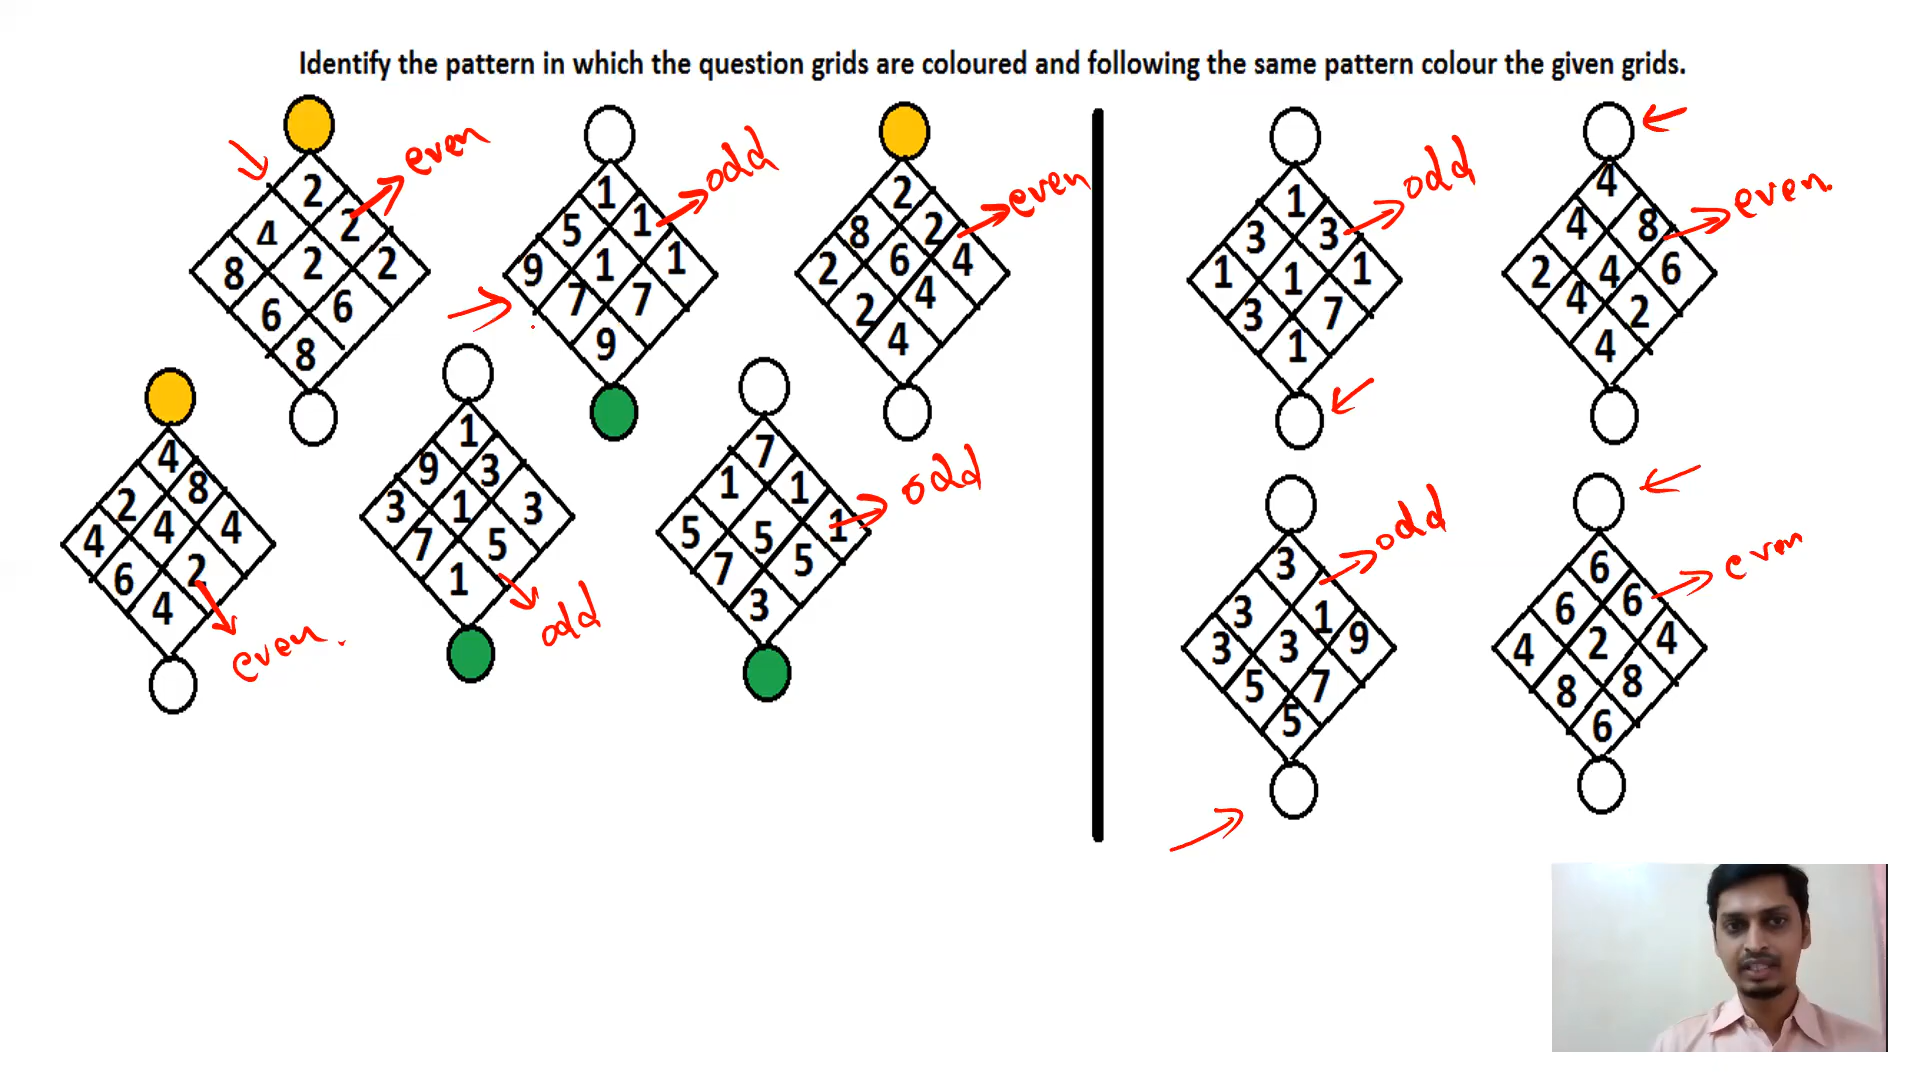 Identify the pattern in which the question grids are coloured and following the same pattern colour the given grids.
2
4 2
8 2 2
6 6
8
even
1
5 1
9 1 1
7 7
9
odd
2
8 2
2 6 4
2 4
4
even
4
2 8
4 4 4
6 2
4
even.
1
9 3
3 1 3
7 5
1
odd
7
1 1
5 5 1
7 5
3
odd
1
3 3
1 1 1
3 7
1
odd
4
4 8
2 4 6
4 2
4
even.
3
3 1
3 3 9
5 7
5
odd
6
6 6
4 2 4
8 8
6
even